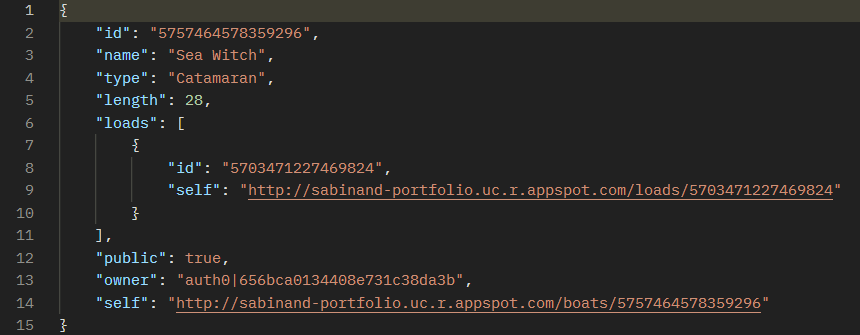 1 {
2 "id": "5757464578359296",
3 "name": "Sea Witch",
4 "type": "Catamaran",
5 "length": 28,
6 "loads": [
7 {
8 "id": "5703471227469824",
9 "self": "http://sabinand-portfolio.uc.r.appspot.com/loads/5703471227469824"
10 }
11 ],
12 "public": true,
13 "owner": "auth0|656bca0134408e731c38da3b",
14 "self": "http://sabinand-portfolio.uc.r.appspot.com/boats/5757464578359296"
15 }